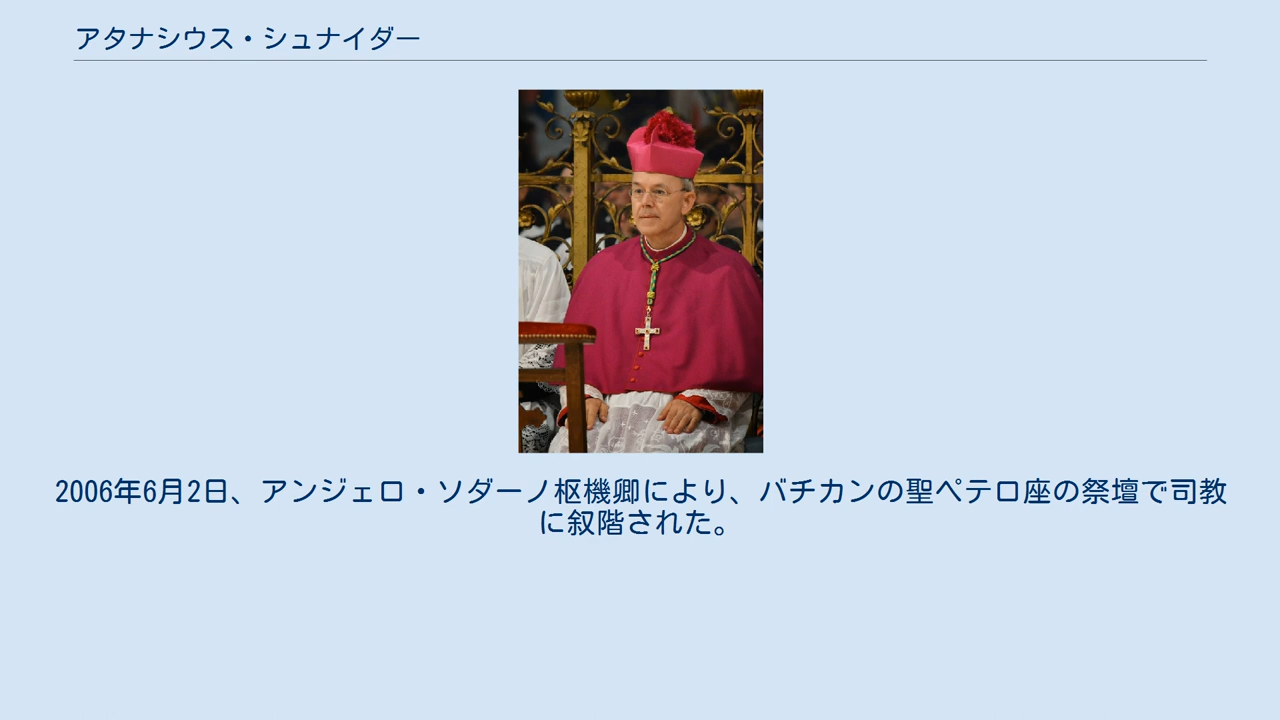 アタナシウス・シュナイダー
2006年6月2日、アンジェロ・ソダーノ枢機卿により、バチカンの聖ペテロ座の祭壇で司教
に叙階された。